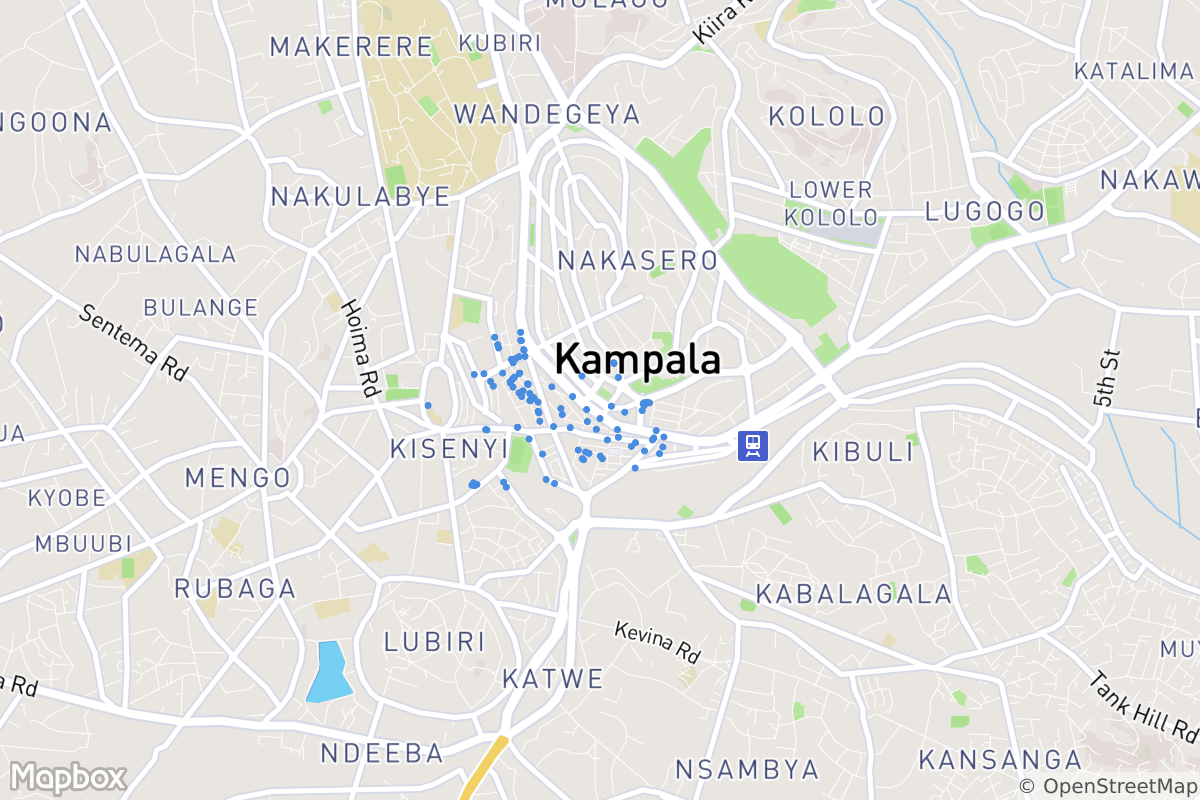 MULAGO
Kiira R
MAKERERE
KUBIRI
KATALIMA
NGOONA
WANDEGEYA
KOLOLO
NAKULABYE
LOWER
KOLOLO
NAKAW
LUGOGO
NABULAGALA
NAKASERO
BULANGE
Sentema Rd
Hoima Rd
Kampala
5th St
UA
KISENYI
KIBULI
E
MENGO
KYOBE
MBUUBI
RUBAGA
KABALAGALA
LUBIRI
Kevina Rd
MUY
KATWE
a Rd
Tank Hill Rd
NDEEBA
NSAMBYA
KANSANGA
Mapbox
© OpenStreetMap